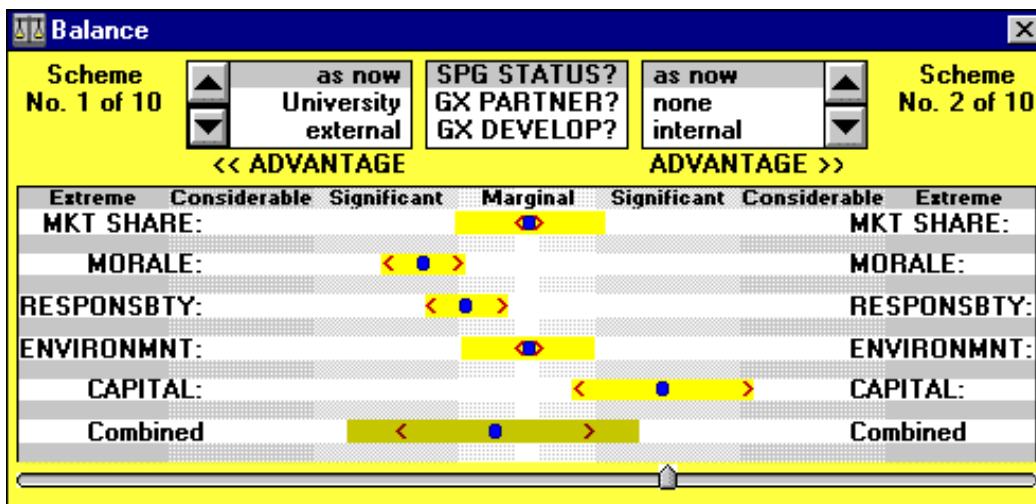 Balance
Scheme No. 1 of 10
as now
University
external
SPG STATUS?
GX PARTNER?
GX DEVELOP?
as now
none
internal
Scheme No. 2 of 10
<< ADVANTAGE ADVANTAGE >>
Extreme Considerable Significant Marginal Significant Considerable Extreme
MKT SHARE: MKT SHARE:
MORALE: MORALE:
RESPONSBTY: RESPONSBTY:
ENVIRONMNT: ENVIRONMNT:
CAPITAL: CAPITAL:
Combined Combined